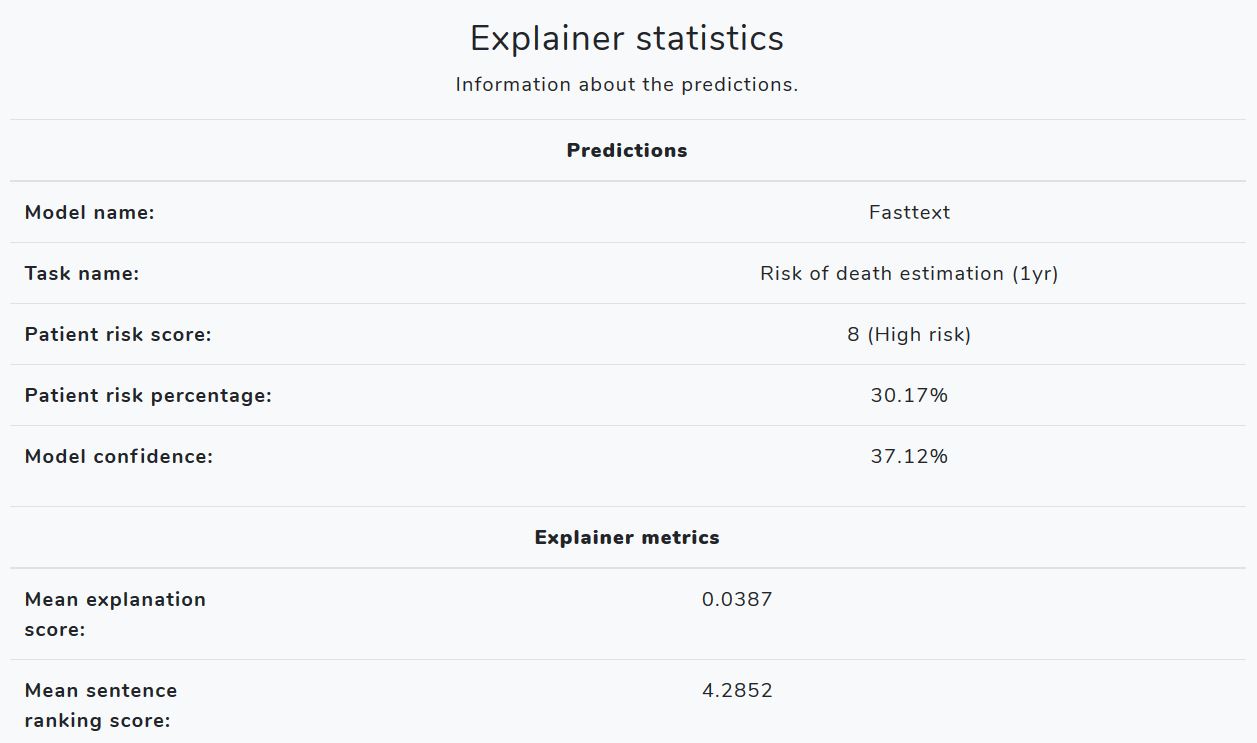 Explainer statistics
Information about the predictions.
Predictions
Model name: Fasttext
Task name: Risk of death estimation (1yr)
Patient risk score: 8 (High risk)
Patient risk percentage: 30.17%
Model confidence: 37.12%
Explainer metrics
Mean explanation 0.0387
score:
Mean sentence 4.2852
ranking score: